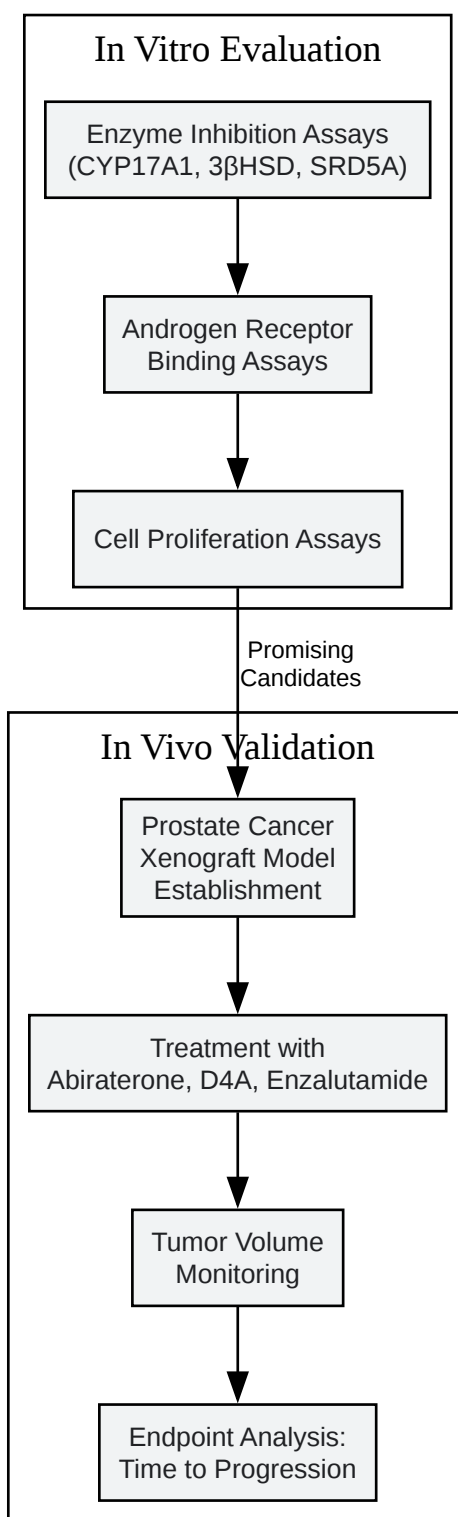 In Vitro Evaluation
Enzyme Inhibition Assays
(CYP17A1, 3βHSD, SRD5A)
Androgen Receptor
Binding Assays
Cell Proliferation Assays
Promising
Candidates
In Vivo Validation
Prostate Cancer
Xenograft Model
Establishment
Treatment with
Abiraterone, D4A, Enzalutamide
Tumor Volume
Monitoring
Endpoint Analysis:
Time to Progression